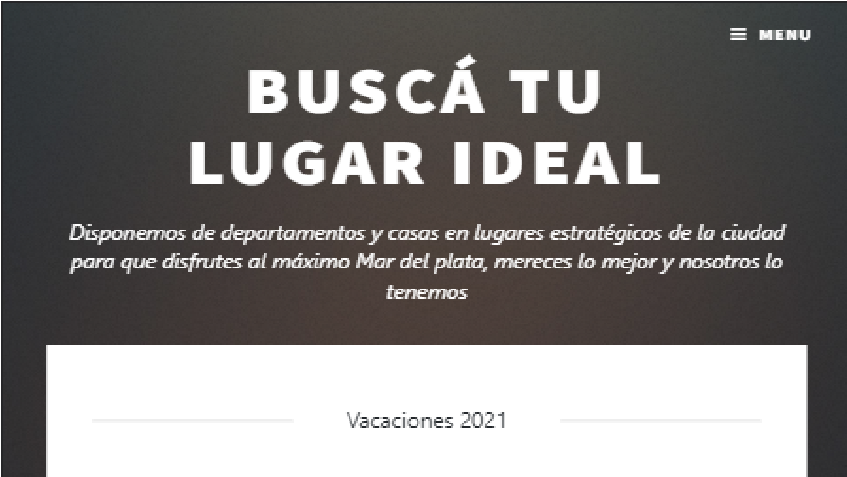 MENU
BUSCÁ TU
LUGAR IDEAL
Disponemos de departamentos y casas en lugares estratégicos de la ciudad
para que disfrutes al máximo Mar del plata, mereces lo mejor y nosotros lo
tenemos
Vacaciones 2021